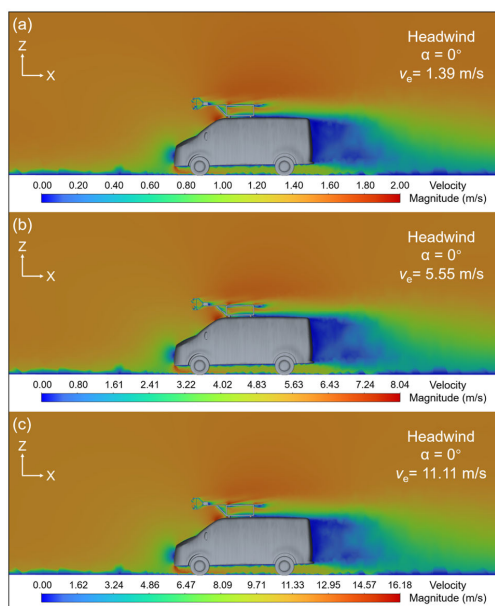 (a)
Z
X
Headwind
α = 0°
vₑ = 1.39 m/s
0.00 0.20 0.40 0.60 0.80 1.00 1.20 1.40 1.60 1.80 2.00 Velocity
Magnitude (m/s)
(b)
Z
X
Headwind
α = 0°
vₑ = 5.55 m/s
0.00 0.80 1.61 2.41 3.22 4.02 4.83 5.63 6.43 7.24 8.04 Velocity
Magnitude (m/s)
(c)
Z
X
Headwind
α = 0°
vₑ = 11.11 m/s
0.00 1.62 3.24 4.86 6.47 8.09 9.71 11.33 12.95 14.57 16.18 Velocity
Magnitude (m/s)